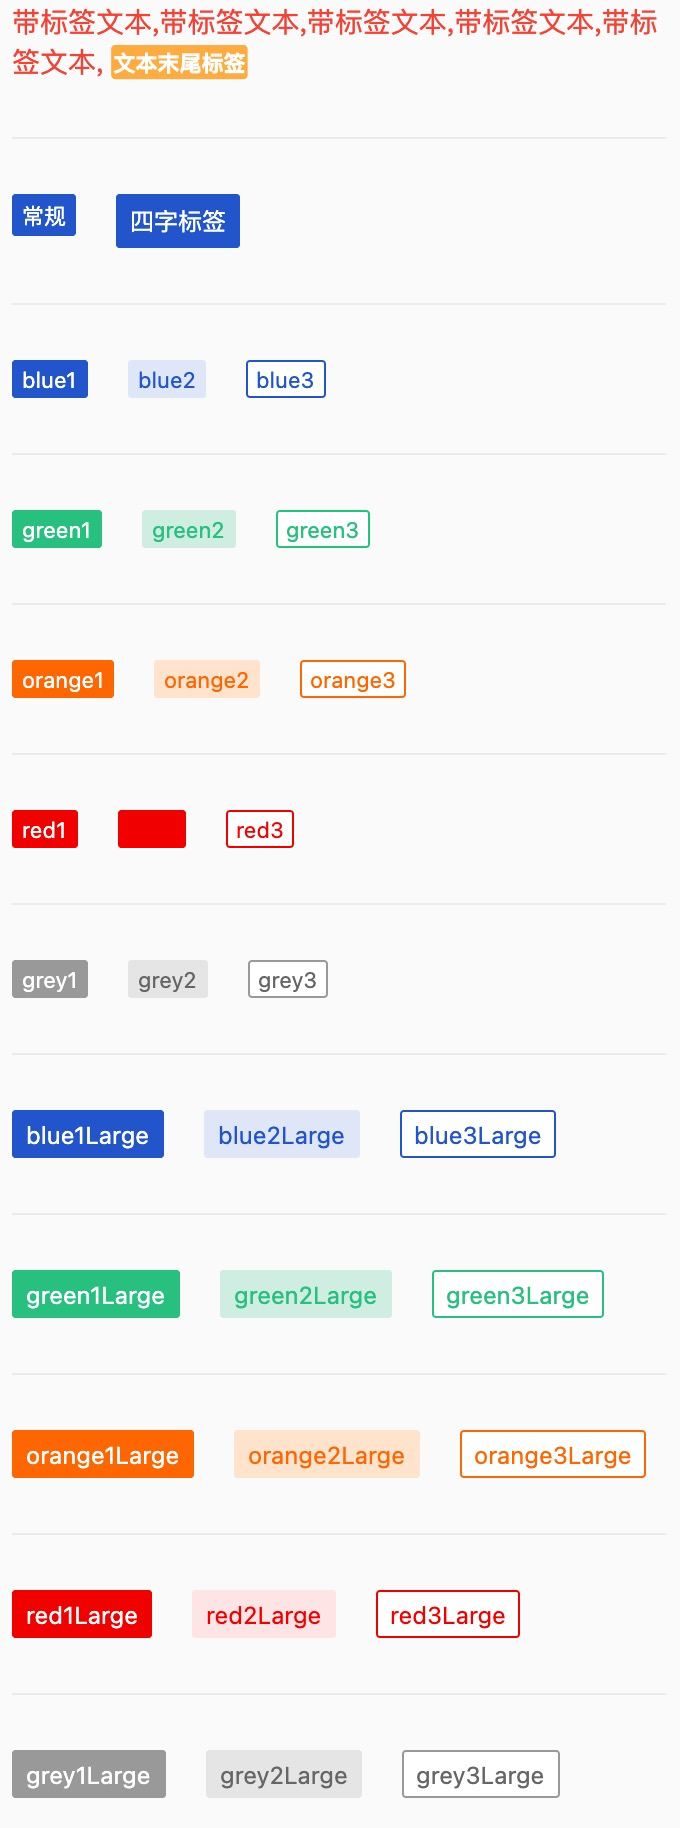 带标签文本,带标签文本,带标签文本,带标签文本,带标
签文本, 文本末尾标签
常规 四字标签
blue1 blue2 blue3
green1 green2 green3
orange1 orange2 orange3
red1 red3
grey1 grey2 grey3
blue1Large blue2Large blue3Large
green1Large green2Large green3Large
orange1Large orange2Large orange3Large
red1Large red2Large red3Large
grey1Large grey2Large grey3Large